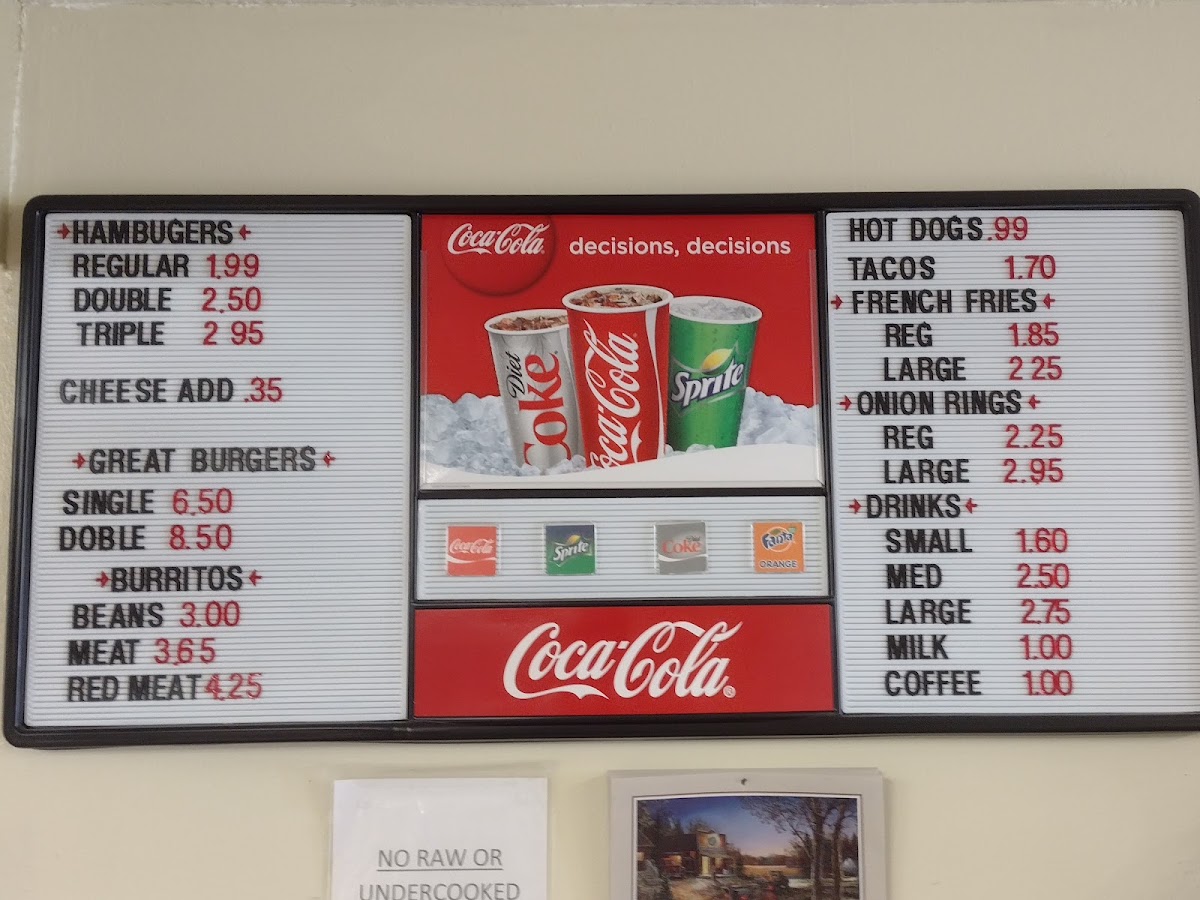 HAMBUGERS
REGULAR 1.99
DOUBLE 2.50
TRIPLE 2 95
CHEESE ADD .35
GREAT BURGERS
SINGLE 6.50
DOBLE 8.50
BURRITOS
BEANS 3.00
MEAT 3.65
RED MEAT 4.25
Coca-Cola decisions, decisions
Diet Coke
Coca-Cola
Sprite
Coca-Cola
Sprite
Diet Coke
Fanta
ORANGE
Coca-Cola®
HOT DOGS .99
TACOS 1.70
FRENCH FRIES
REG 1.85
LARGE 2 25
ONION RINGS
REG 2.25
LARGE 2.95
DRINKS
SMALL 1.60
MED 2.50
LARGE 2.75
MILK 1.00
COFFEE 1.00
NO RAW OR
UNDERCOOKED